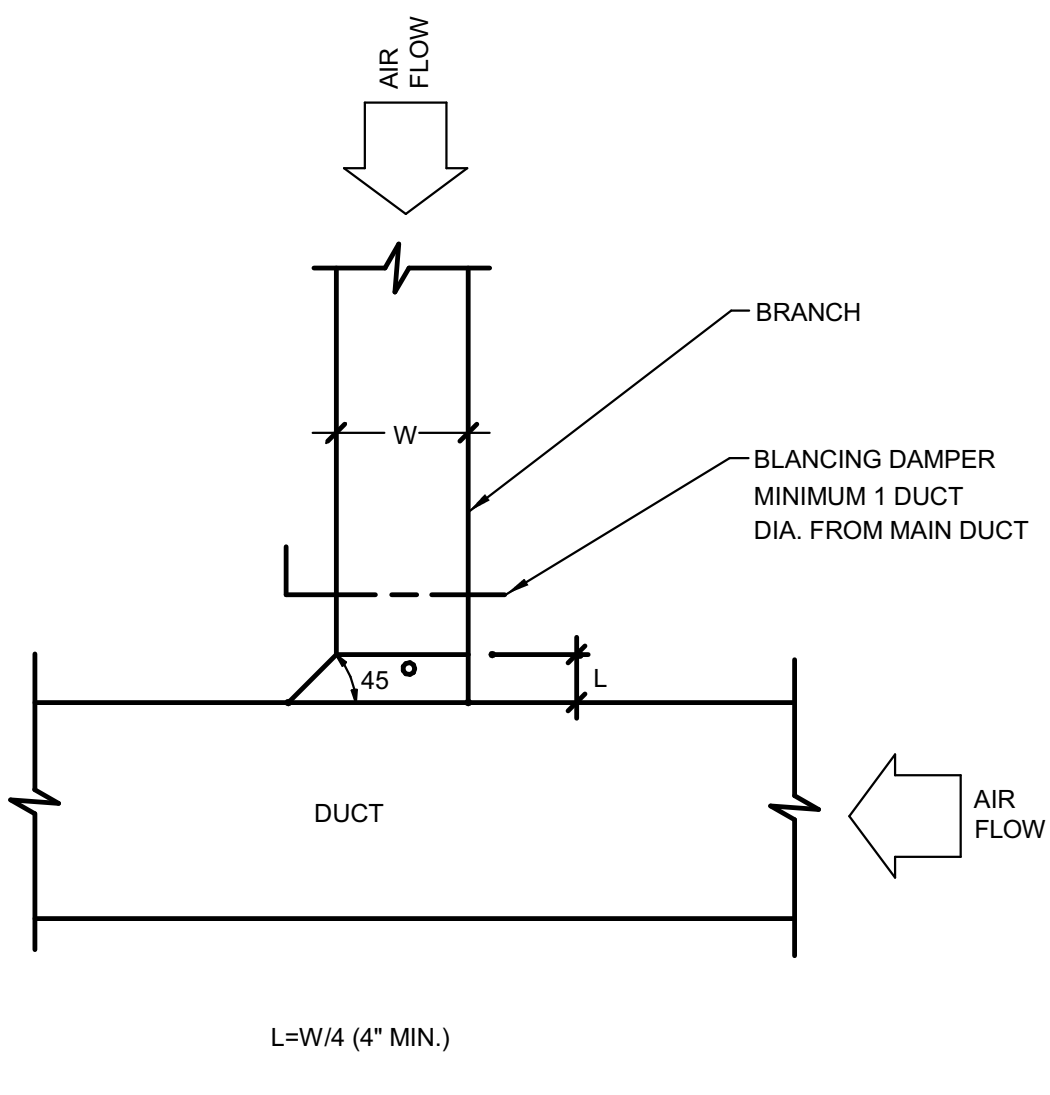 AIR
FLOW
BRANCH
W
BLANCING DAMPER
MINIMUM 1 DUCT
DIA. FROM MAIN DUCT
45
L
DUCT
AIR
FLOW
L=W/4 (4" MIN.)